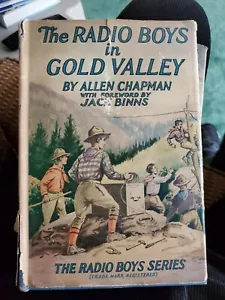 The RADIO BOYS
in
GOLD VALLEY
BY ALLEN CHAPMAN
WITH FOREWORD BY
JACK BINNS
THE RADIO BOYS SERIES
(TRADE MARK REGISTERED)